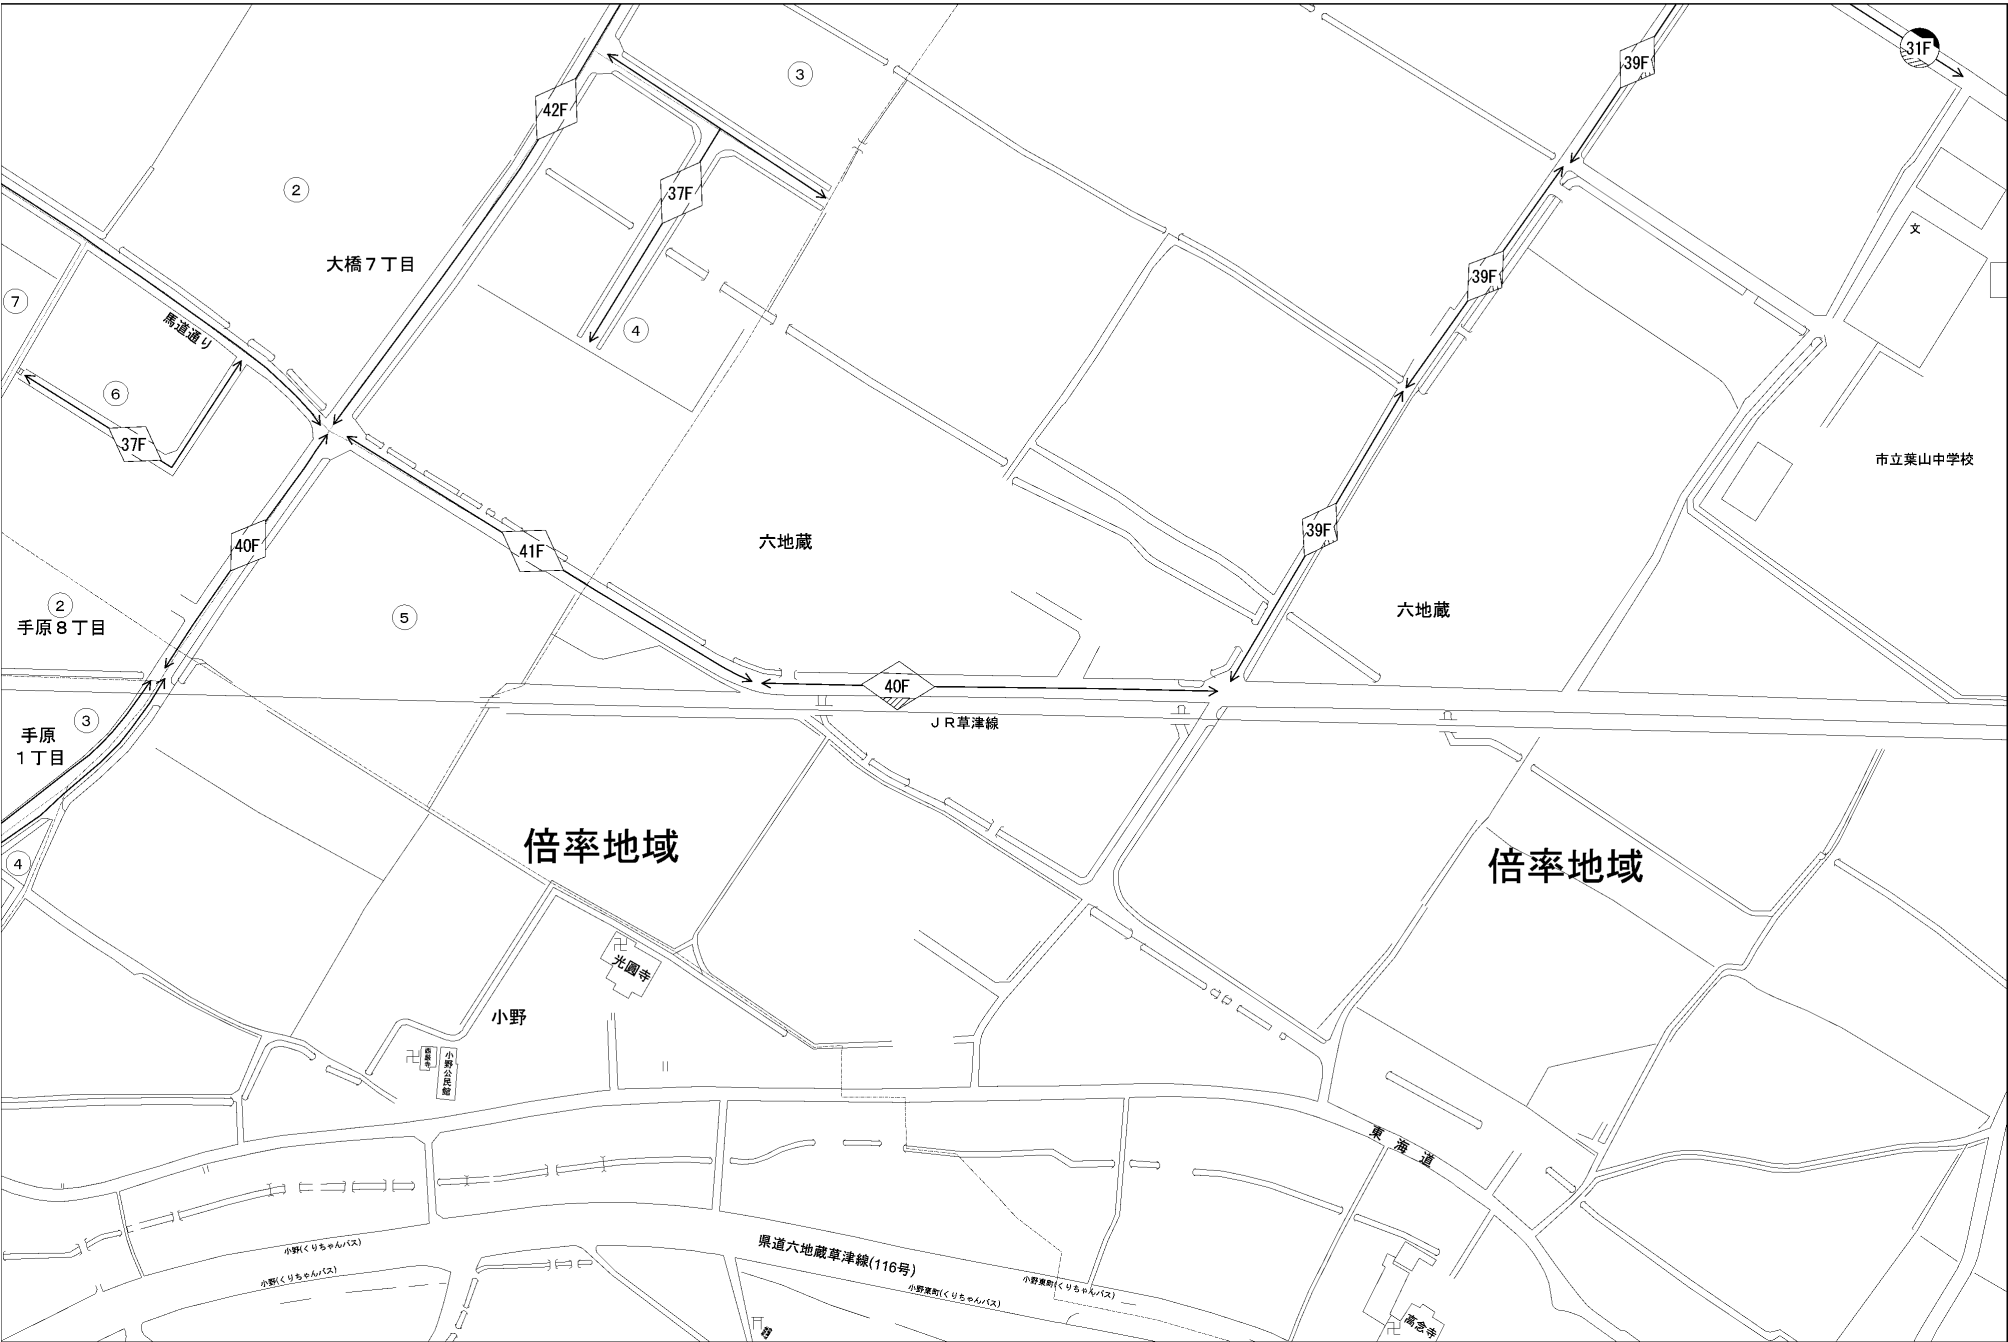 31F
39F
③
42F
②
37F
文
大橋７丁目
39F
⑦
馬道通り
④
⑥
37F
市立葉山中学校
39F
40F
41F
六地蔵
②
手原８丁目
⑤
六地蔵
40F
③
ＪＲ草津線
手原
１丁目
倍率地域
倍率地域
④
卍
光圓寺
小野
卍
小野公民館
東海道
小野(くりちゃんバス)
県道六地蔵草津線(116号)
小野(くりちゃんバス)
小野東町(くりちゃんバス)
小野東町(くりちゃんバス)
高念寺
卍